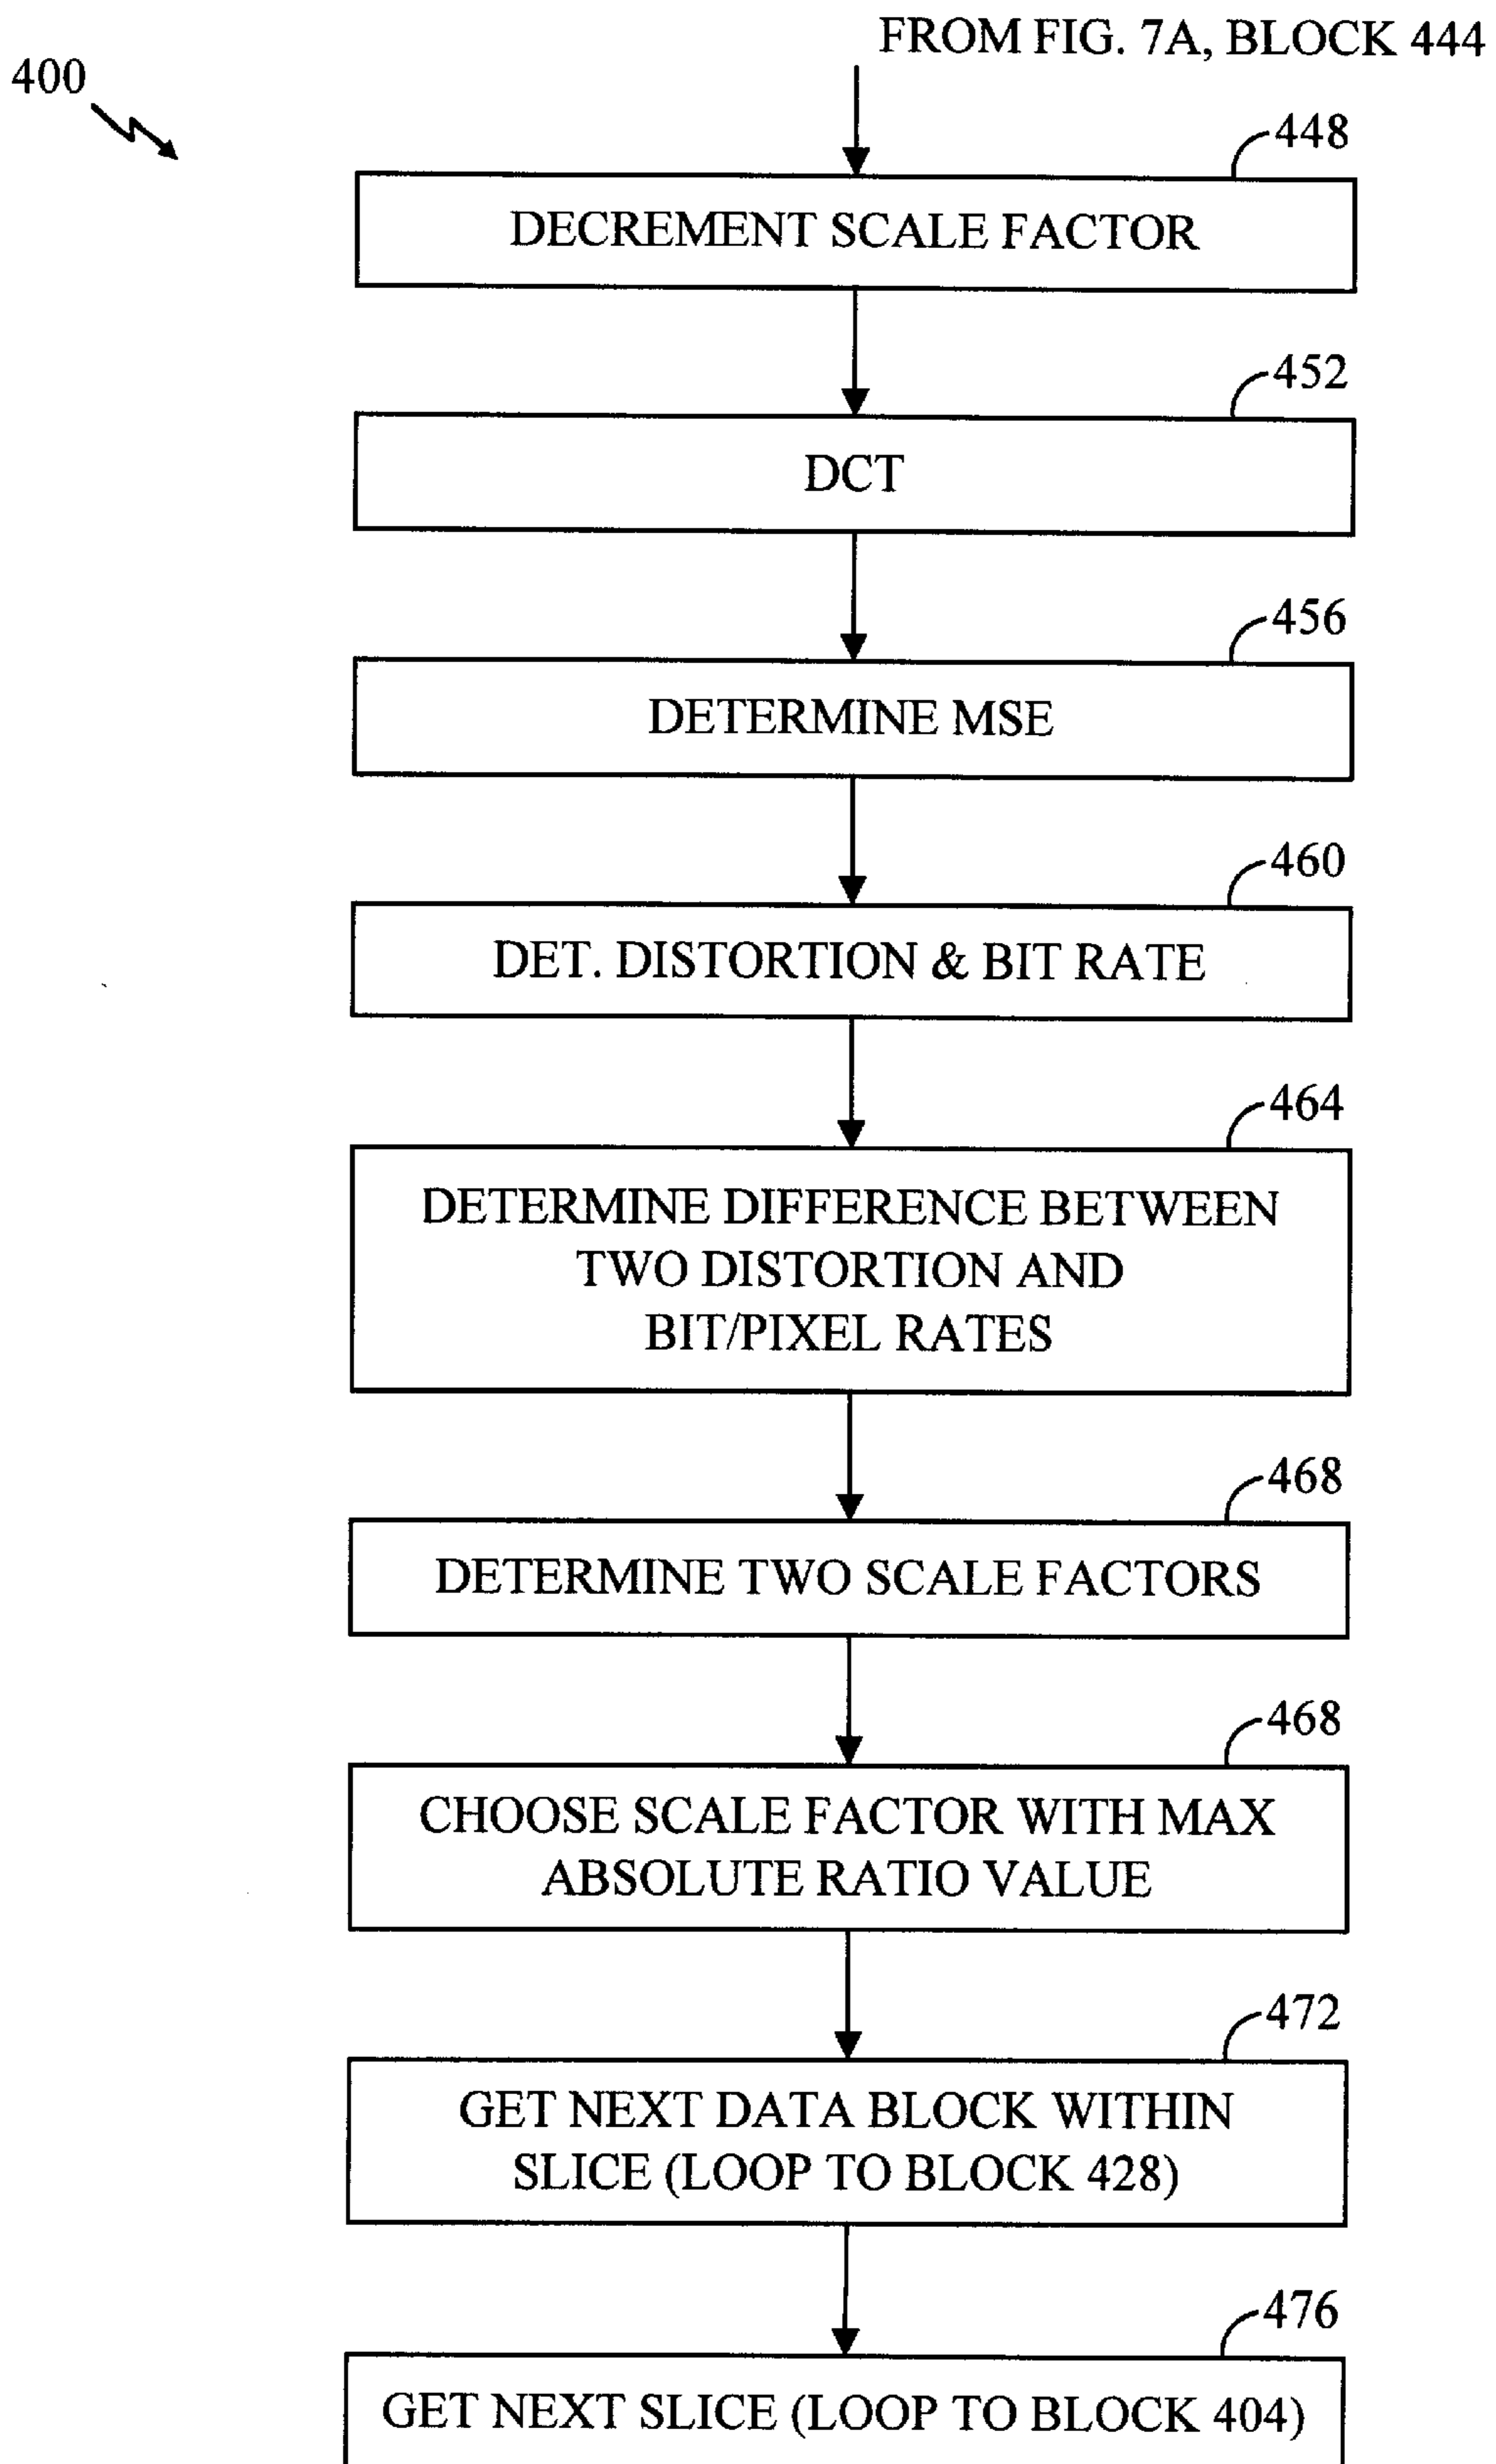 FROM FIG. 7A, BLOCK 444
400
448
DECREMENT SCALE FACTOR
452
DCT
456
DETERMINE MSE
460
DET. DISTORTION & BIT RATE
464
DETERMINE DIFFERENCE BETWEEN
TWO DISTORTION AND
BIT/PIXEL RATES
468
DETERMINE TWO SCALE FACTORS
468
CHOOSE SCALE FACTOR WITH MAX
ABSOLUTE RATIO VALUE
472
GET NEXT DATA BLOCK WITHIN
SLICE (LOOP TO BLOCK 428)
476
GET NEXT SLICE (LOOP TO BLOCK 404)